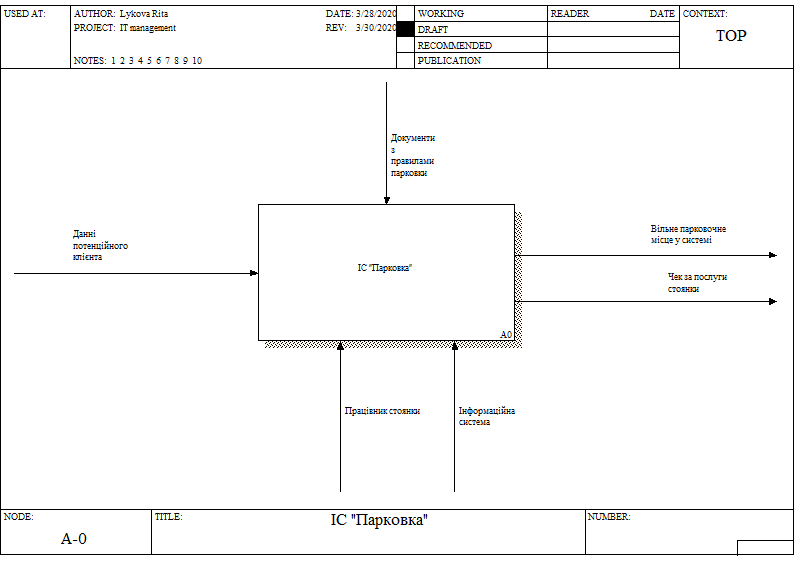 USED AT:
AUTHOR: Lykova Rita
DATE: 3/28/2020
PROJECT: IT management
REV: 3/30/2020
NOTES: 1 2 3 4 5 6 7 8 9 10
WORKING
DRAFT
RECOMMENDED
PUBLICATION
READER DATE
CONTEXT:
TOP
Документи
з
правилами
парковки
Данні
потенційного
клієнта
ІС "Парковка"
A0
Вільне парковочне
місце у системі
Чек за послуги
стоянки
Працівник стоянки
Інформаційна
система
NODE:
A-0
TITLE:
ІС "Парковка"
NUMBER: